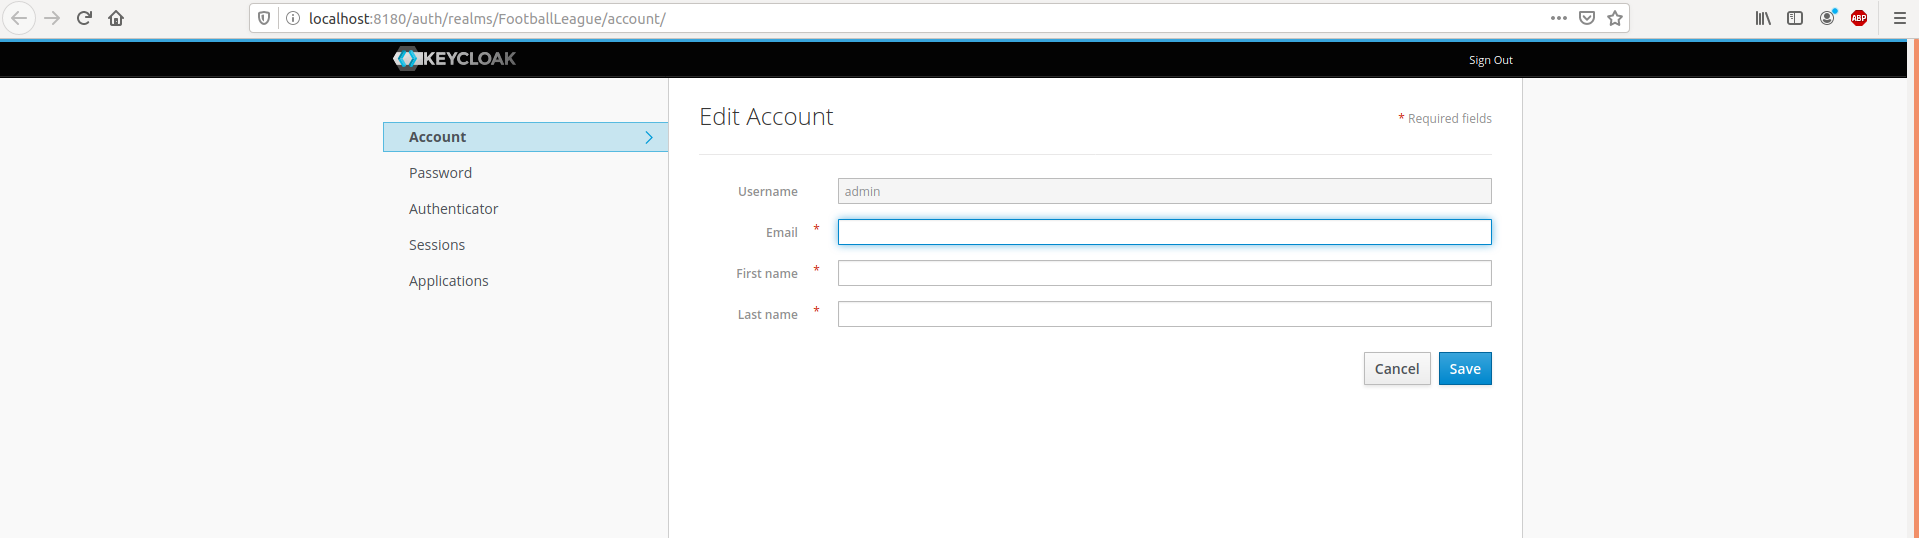 localhost:8180/auth/realms/FootballLeague/account/
ABP
KEYCLOAK
Sign Out
Account
Password
Authenticator
Sessions
Applications
Edit Account
* Required fields
Username
admin
Email *
First name *
Last name *
Cancel
Save